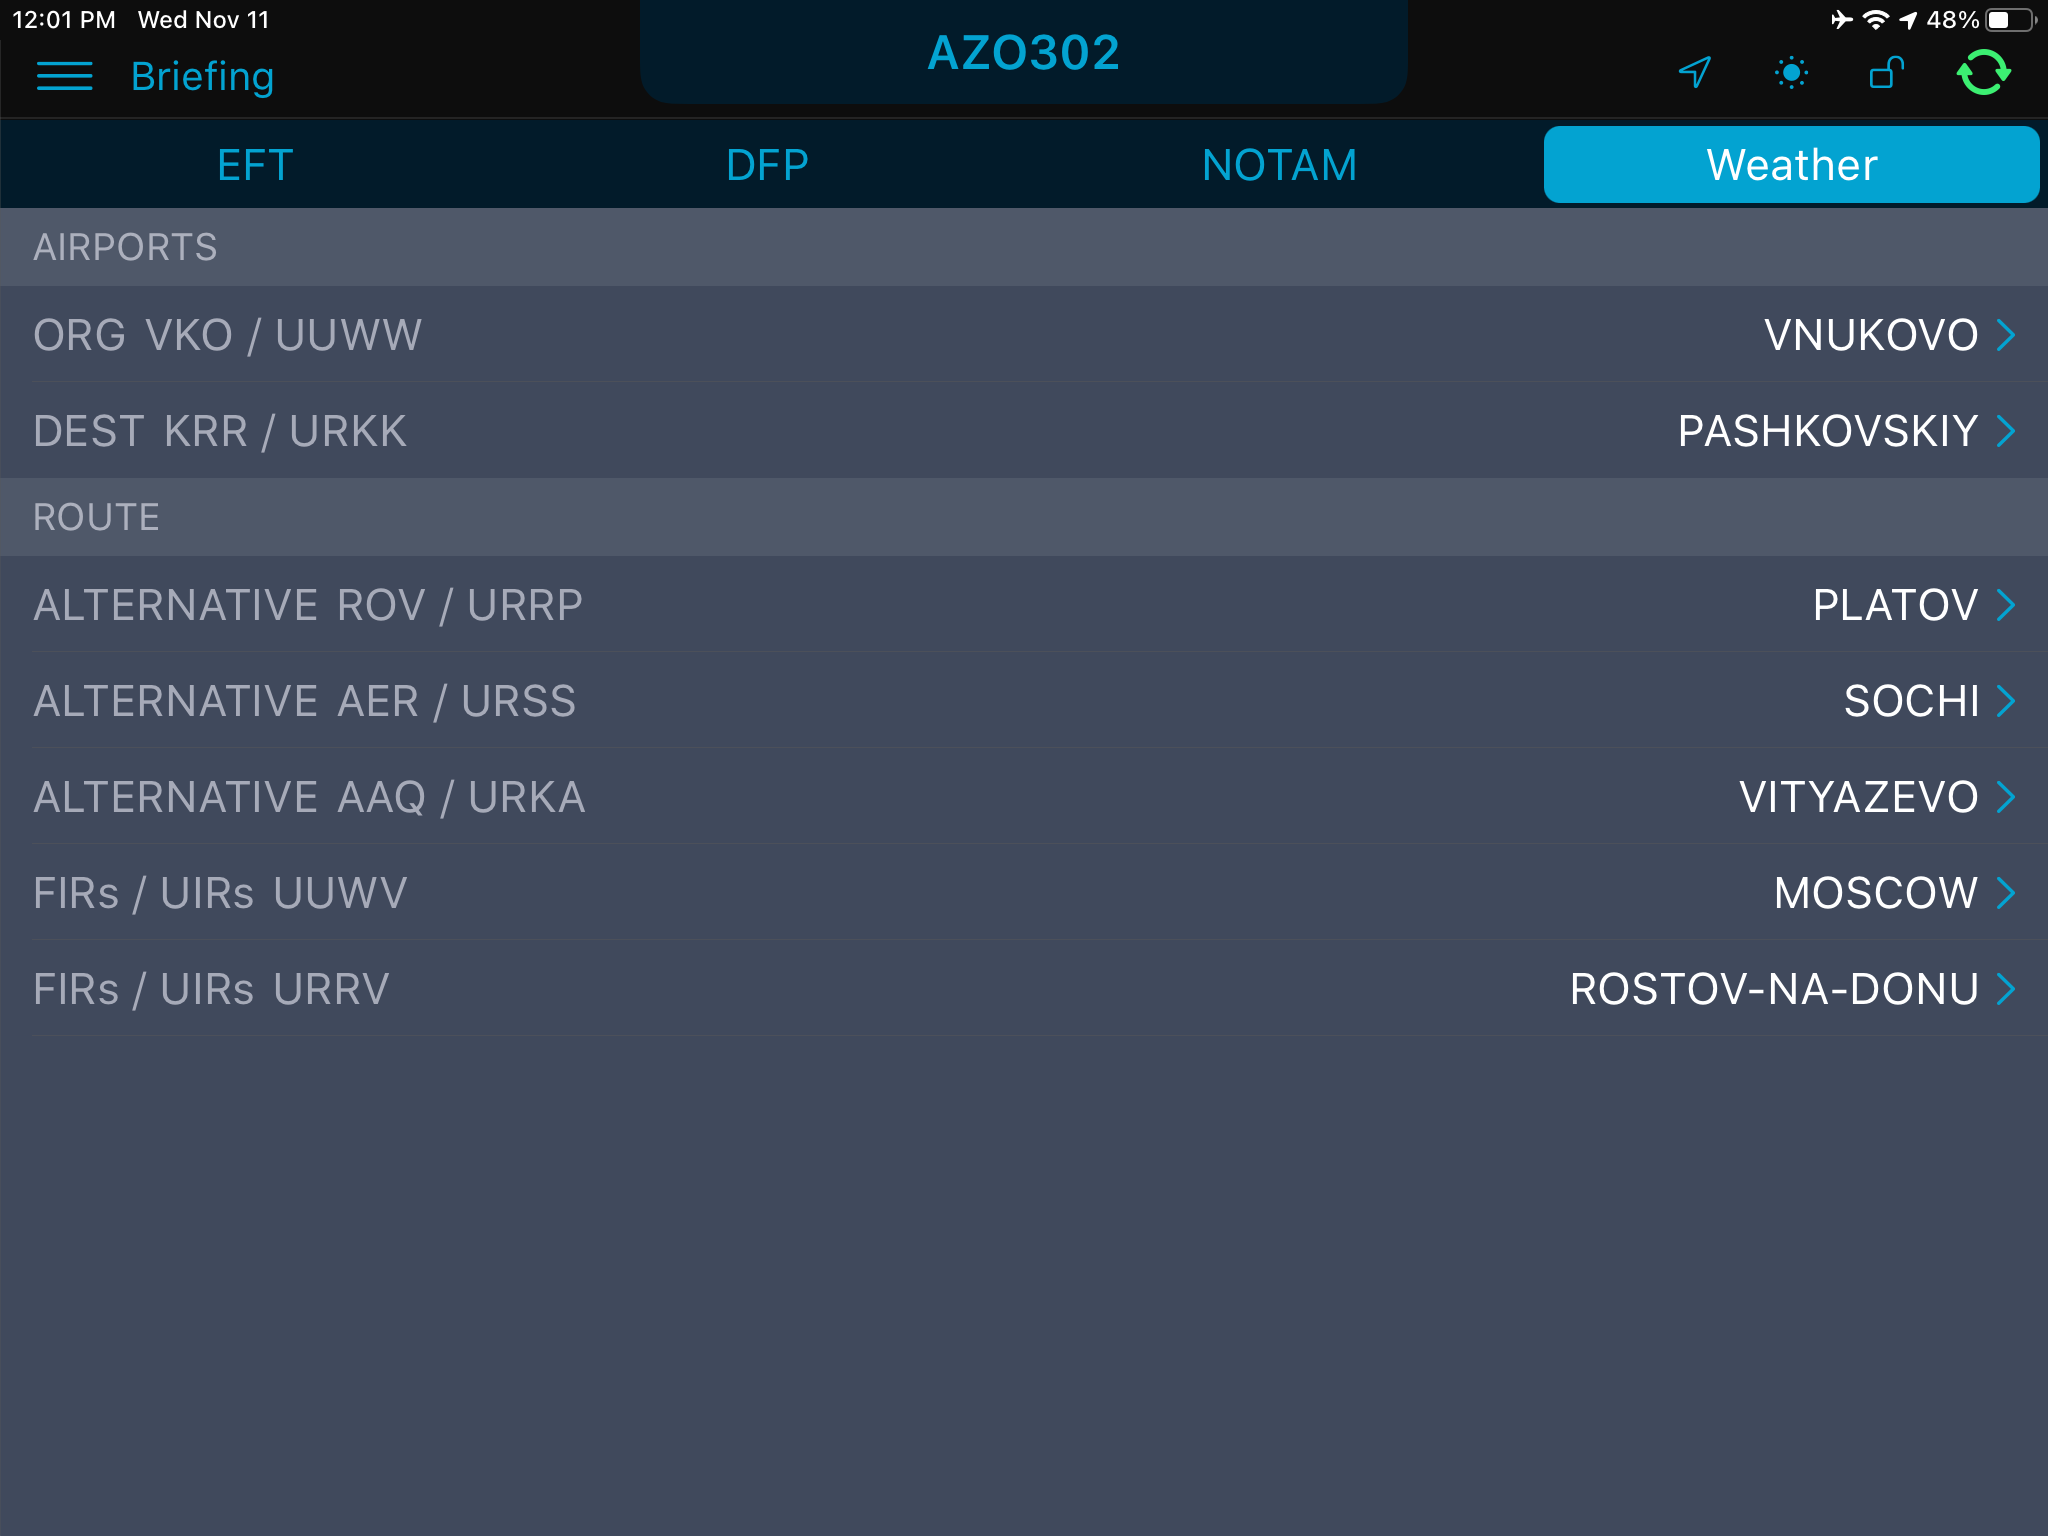 12:01 PM Wed Nov 11
48%
Briefing
AZO302
EFT DFP NOTAM Weather
AIRPORTS
ORG VKO / UUWW VNUKOVO
DEST KRR / URKK PASHKOVSKIY
ROUTE
ALTERNATIVE ROV / URRP PLATOV
ALTERNATIVE AER / URSS SOCHI
ALTERNATIVE AAQ / URKA VITYAZEVO
FIRs / UIRs UUWV MOSCOW
FIRs / UIRs URRV ROSTOV-NA-DONU